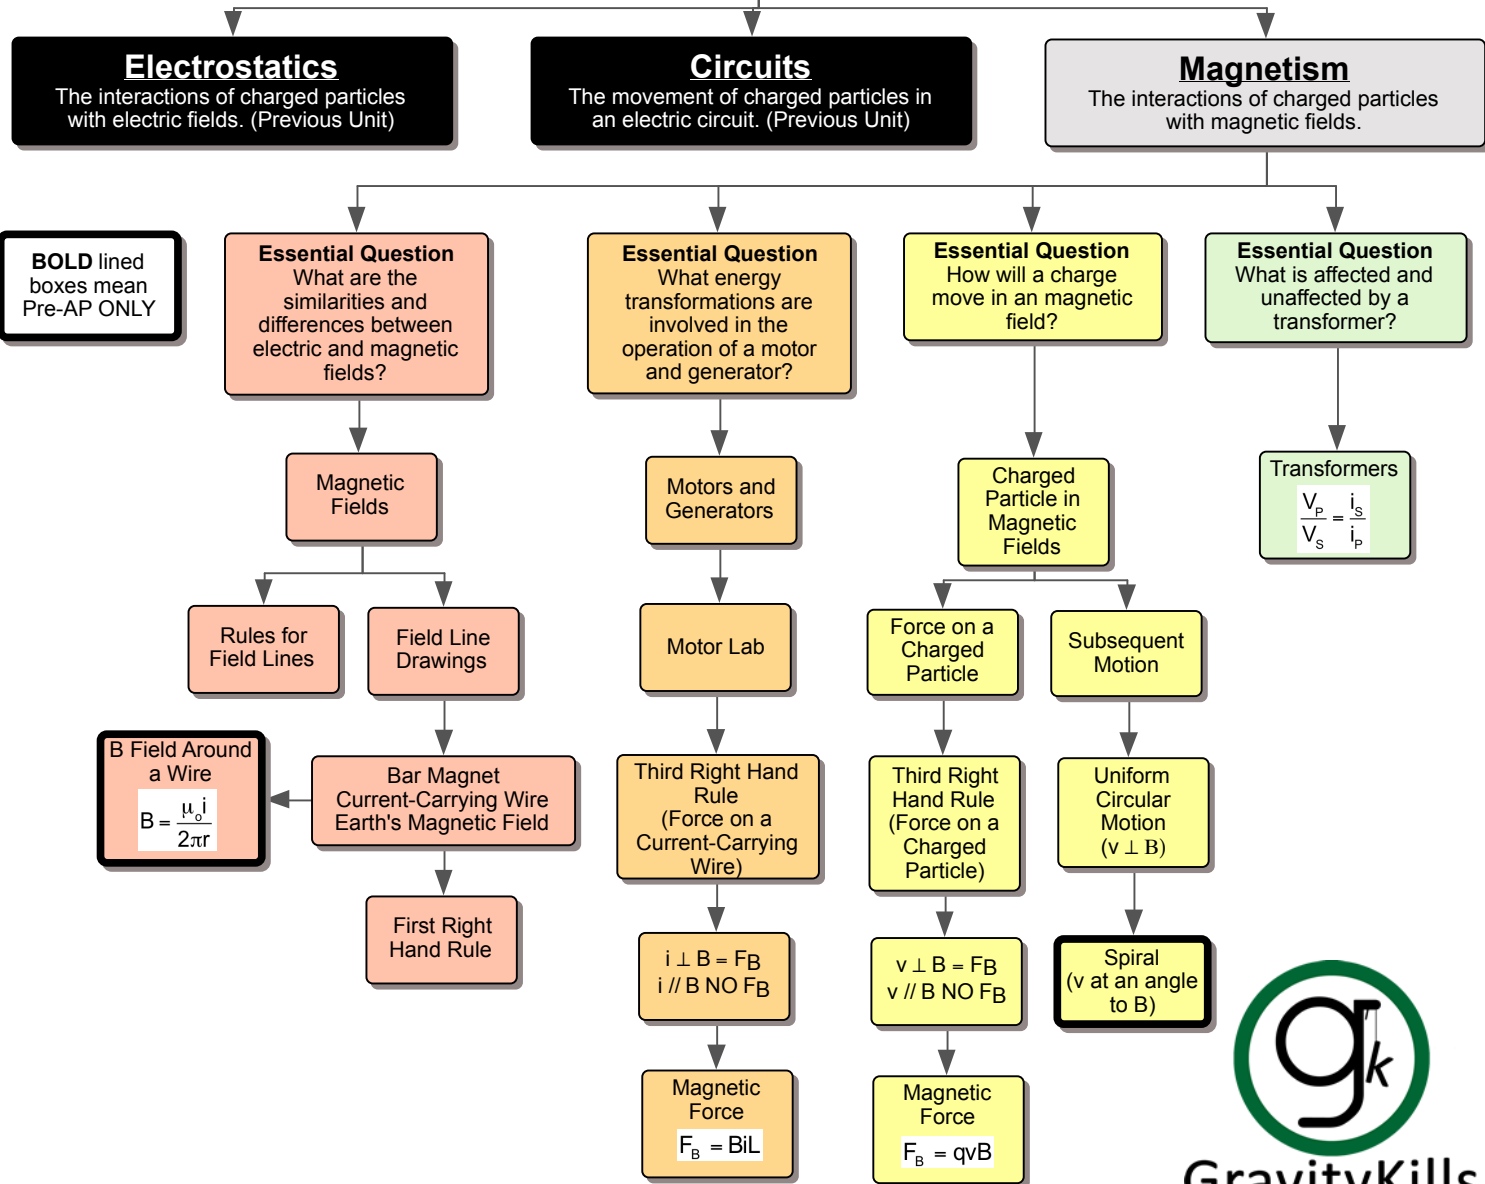 Electrostatics
The interactions of charged particles
with electric fields. (Previous Unit)
Circuits
The movement of charged particles in
an electric circuit. (Previous Unit)
Magnetism
The interactions of charged particles
with magnetic fields.
BOLD lined
boxes mean
Pre-AP ONLY
Essential Question
What are the
similarities and
differences between
electric and magnetic
fields?
Essential Question
What energy
transformations are
involved in the
operation of a motor
and generator?
Essential Question
How will a charge
move in an magnetic
field?
Essential Question
What is affected and
unaffected by a
transformer?
Magnetic
Fields
Motors and
Generators
Charged
Particle in
Magnetic
Fields
Transformers
V_P/V_S = i_S/i_P
Rules for
Field Lines
Field Line
Drawings
Motor Lab
Force on a
Charged
Particle
Subsequent
Motion
B Field Around
a Wire
B = μ_o i/2πr
Bar Magnet
Current-Carrying Wire
Earth's Magnetic Field
Third Right Hand
Rule
(Force on a
Current-Carrying
Wire)
Third Right
Hand Rule
(Force on a
Charged
Particle)
Uniform
Circular
Motion
(v ⊥ B)
First Right
Hand Rule
i ⊥ B = F_B
i // B NO F_B
v ⊥ B = F_B
v // B NO F_B
Spiral
(v at an angle
to B)
Magnetic
Force
F_B = BiL
Magnetic
Force
F_B = qvB
gk
GravityKills